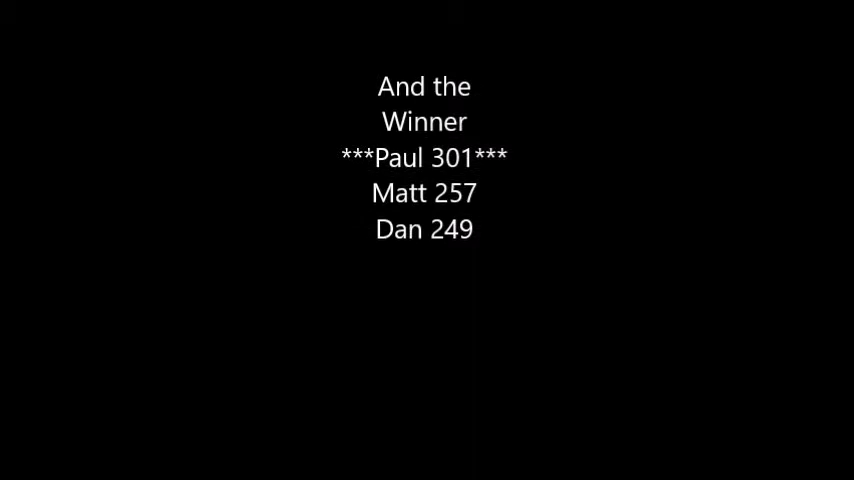 And the
Winner
***Paul 301***
Matt 257
Dan 249